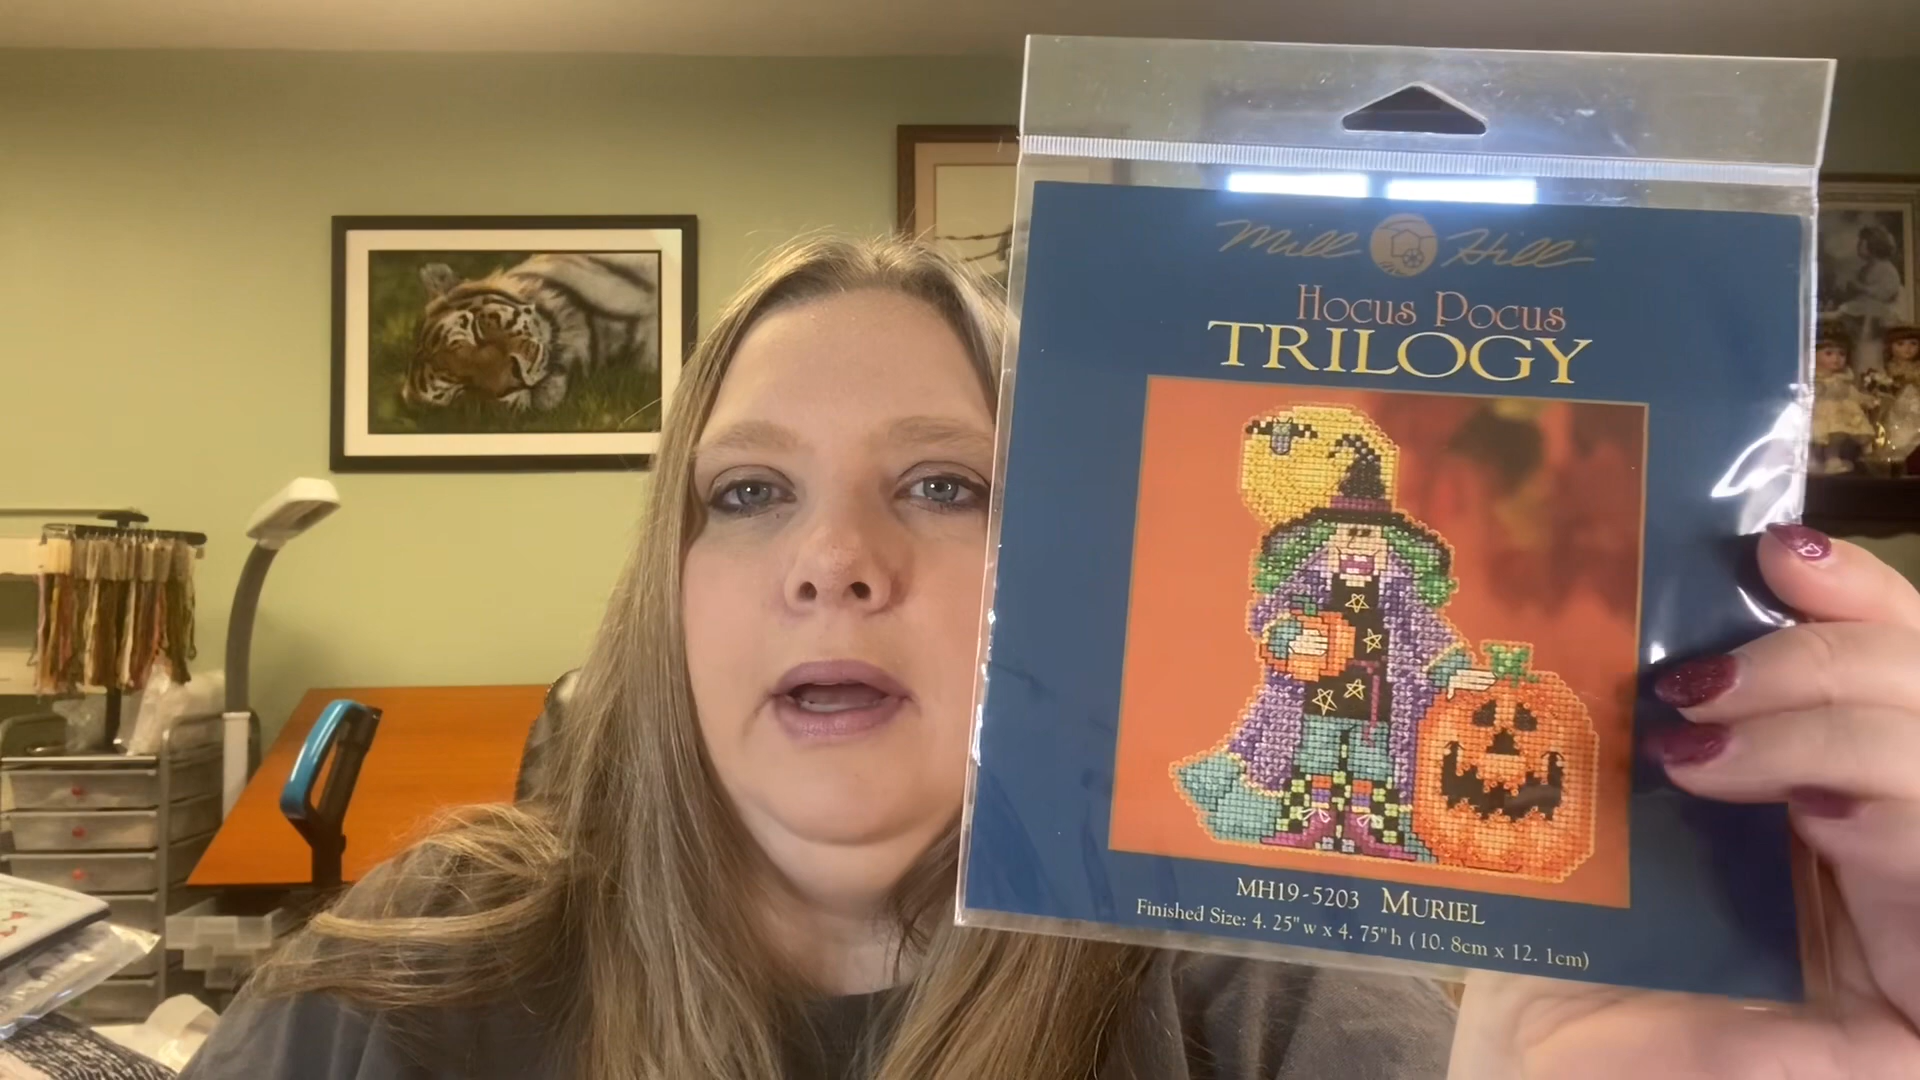 Mill Hill
Hocus Pocus
TRILOGY
MH19-5203 MURIEL
Finished Size: 4. 25"w x 4. 75"h (10. 8cm x 12. 1cm)